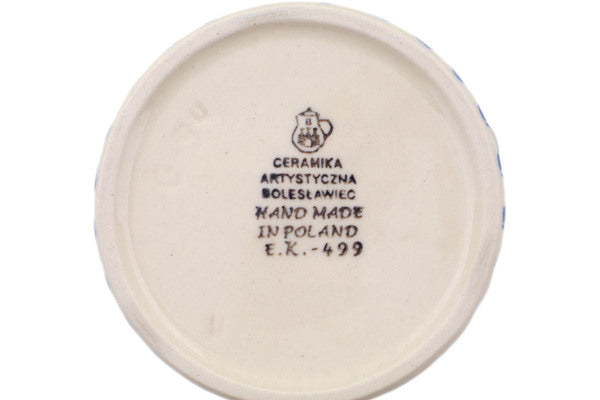 B
CERAMIKA
ARTYSTYCZNA
BOLESŁAWIEC
HAND MADE
IN POLAND
E.K.-499